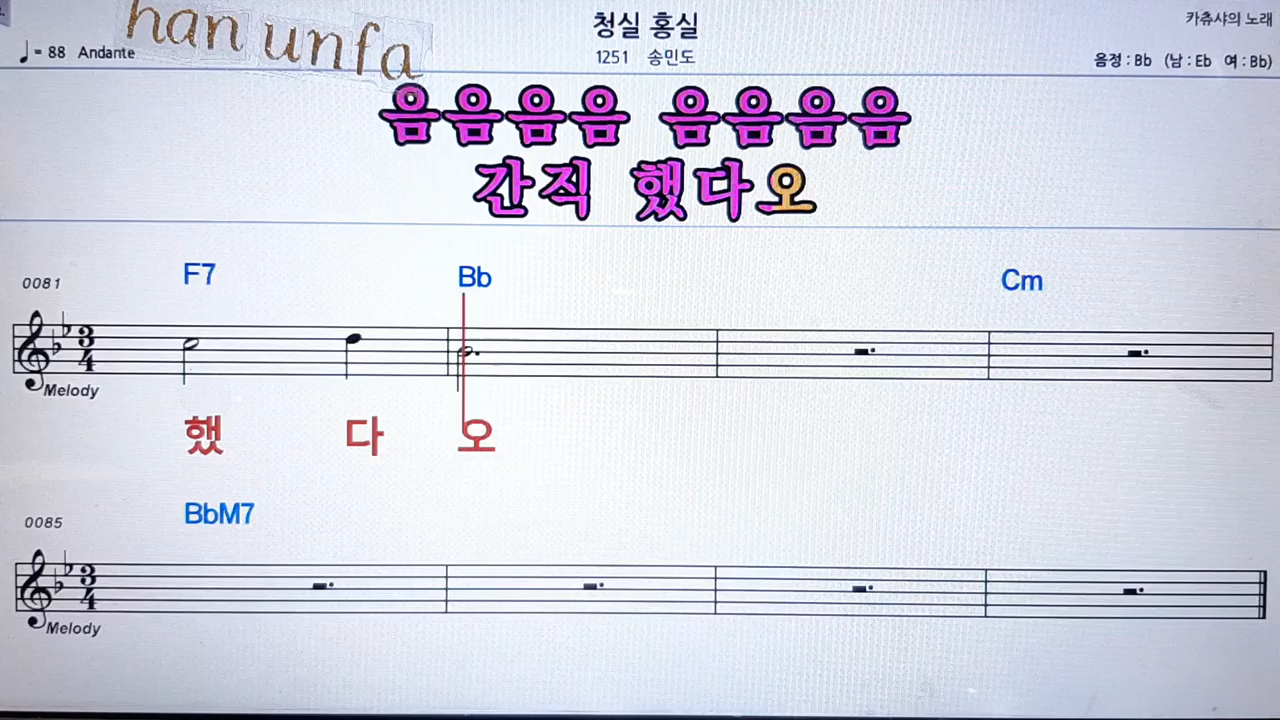 han unfa
청실 홍실
카츄샤의 노래
♩= 88 Andante
1251 송민도
음정 : Bb (남 : Eb 여 : Bb)
음음음음 음음음음
간직 했다오
0081
F7 Bb Cm
3
4
Melody
했 다 오
0085
BbM7
3
4
Melody